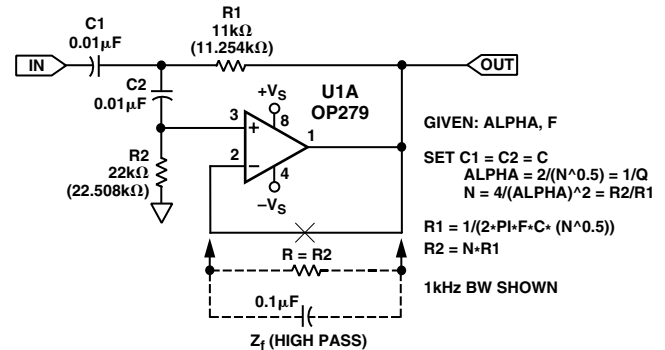 R1
11kΩ
(11.254kΩ)
C1
0.01μF
IN
OUT
C2
0.01μF
+VS
U1A
OP279
3
+
8
1
2
−
4
−VS
R2
22kΩ
(22.508kΩ)
R = R2
0.1μF
Zf (HIGH PASS)
GIVEN: ALPHA, F
SET C1 = C2 = C
ALPHA = 2/(N^0.5) = 1/Q
N = 4/(ALPHA)^2 = R2/R1
R1 = 1/(2*PI*F*C* (N^0.5))
R2 = N*R1
1kHz BW SHOWN